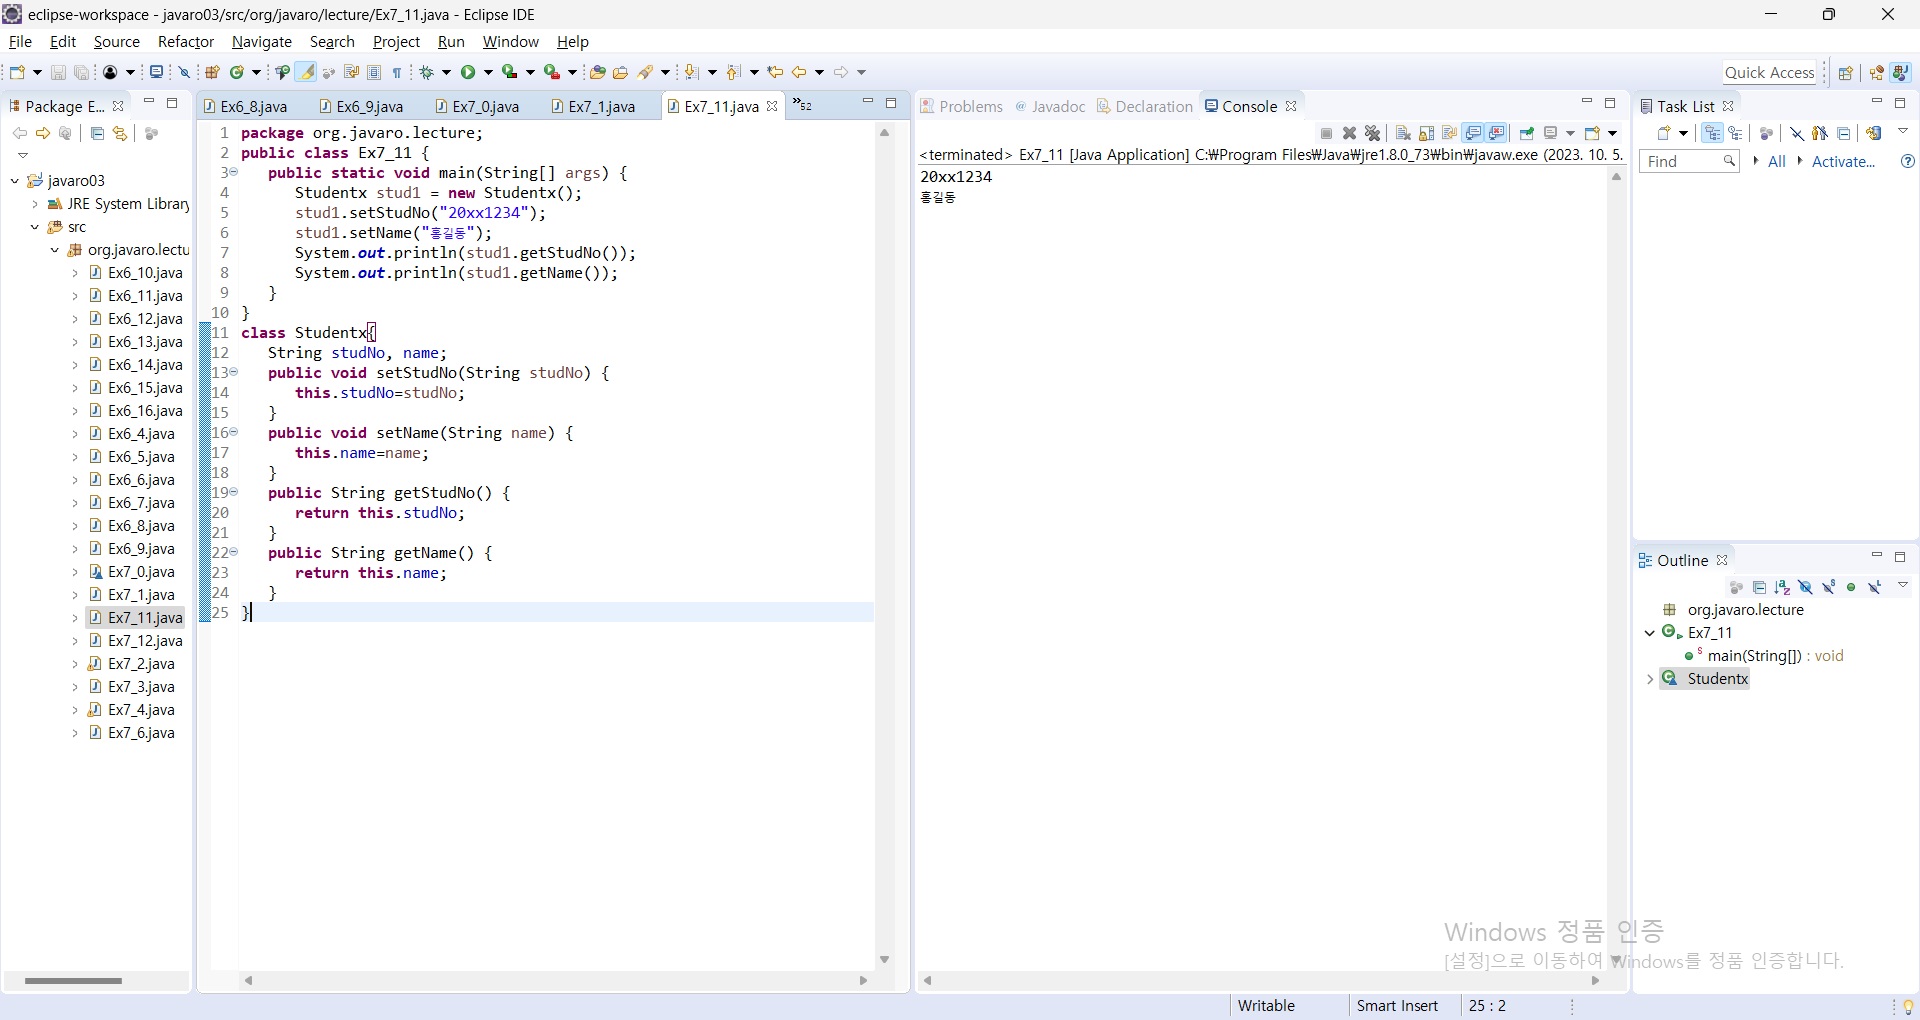 eclipse-workspace - javaro03/src/org/javaro/lecture/Ex7_11.java - Eclipse IDE
File Edit Source Refactor Navigate Search Project Run Window Help
Quick Access
Package E...
Ex6_8.java Ex6_9.java Ex7_0.java Ex7_1.java Ex7_11.java »52
Problems @ Javadoc Declaration Console
Task List
javaro03
JRE System Library
src
org.javaro.lectu
Ex6_10.java
Ex6_11.java
Ex6_12.java
Ex6_13.java
Ex6_14.java
Ex6_15.java
Ex6_16.java
Ex6_4.java
Ex6_5.java
Ex6_6.java
Ex6_7.java
Ex6_8.java
Ex6_9.java
Ex7_0.java
Ex7_1.java
Ex7_11.java
Ex7_12.java
Ex7_2.java
Ex7_3.java
Ex7_4.java
Ex7_6.java
1 package org.javaro.lecture;
2 public class Ex7_11 {
3 public static void main(String[] args) {
4 Studentx stud1 = new Studentx();
5 stud1.setStudNo("20xx1234");
6 stud1.setName("홍길동");
7 System.out.println(stud1.getStudNo());
8 System.out.println(stud1.getName());
9 }
10 }
11 class Studentx{
12 String studNo, name;
13 public void setStudNo(String studNo) {
14 this.studNo=studNo;
15 }
16 public void setName(String name) {
17 this.name=name;
18 }
19 public String getStudNo() {
20 return this.studNo;
21 }
22 public String getName() {
23 return this.name;
24 }
25 }
<terminated> Ex7_11 [Java Application] C:₩Program Files₩Java₩jre1.8.0_73₩bin₩javaw.exe (2023. 10. 5.
20xx1234
홍길동
Find All Activate...
Outline
org.javaro.lecture
Ex7_11
main(String[]) : void
Studentx
Windows 정품 인증
[설정]으로 이동하여 Windows를 정품 인증합니다.
Writable Smart Insert 25 : 2